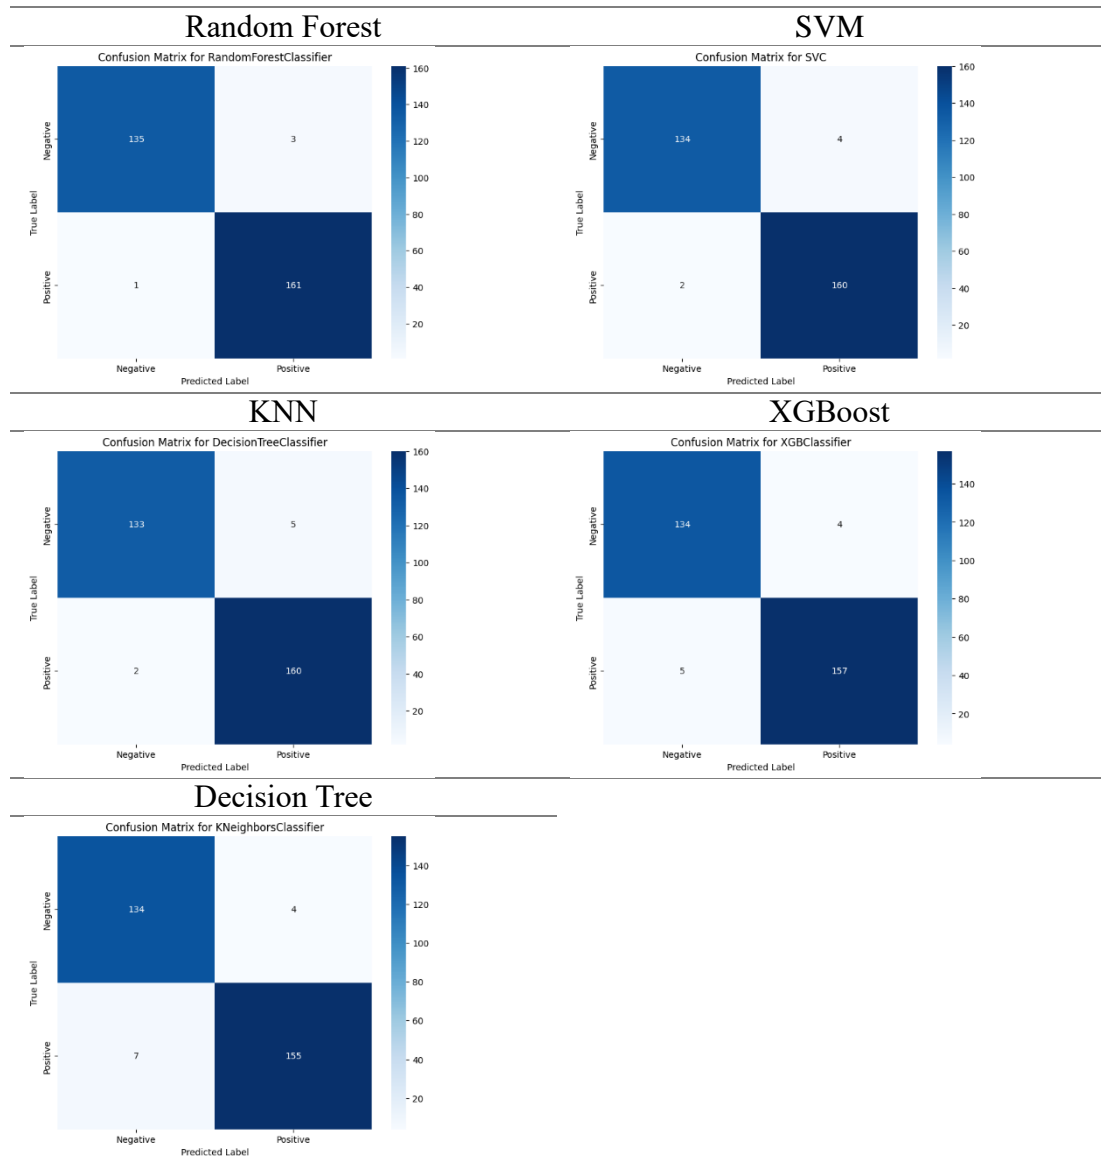 Random Forest
SVM
Confusion Matrix for RandomForestClassifier
160
140
120
100
80
60
40
20
Negative
Positive
True Label
135
3
1
161
Negative
Positive
Predicted Label
Confusion Matrix for SVC
160
140
120
100
80
60
40
20
Negative
Positive
True Label
134
4
2
160
Negative
Positive
Predicted Label
KNN
XGBoost
Confusion Matrix for DecisionTreeClassifier
160
140
120
100
80
60
40
20
Negative
Positive
True Label
133
5
2
160
Negative
Positive
Predicted Label
Confusion Matrix for XGBClassifier
140
120
100
80
60
40
20
Negative
Positive
True Label
134
4
5
157
Negative
Positive
Predicted Label
Decision Tree
Confusion Matrix for KNeighborsClassifier
140
120
100
80
60
40
20
Negative
Positive
True Label
134
4
7
155
Negative
Positive
Predicted Label